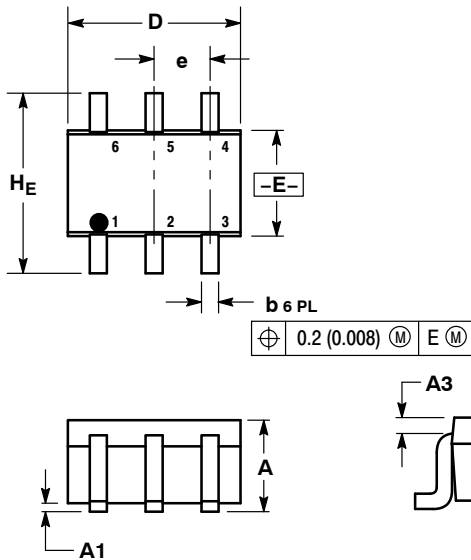 D
e
6 5 4
HE
-E-
1 2 3
b 6 PL
⌖ 0.2 (0.008) Ⓜ E Ⓜ
A3
A
A1